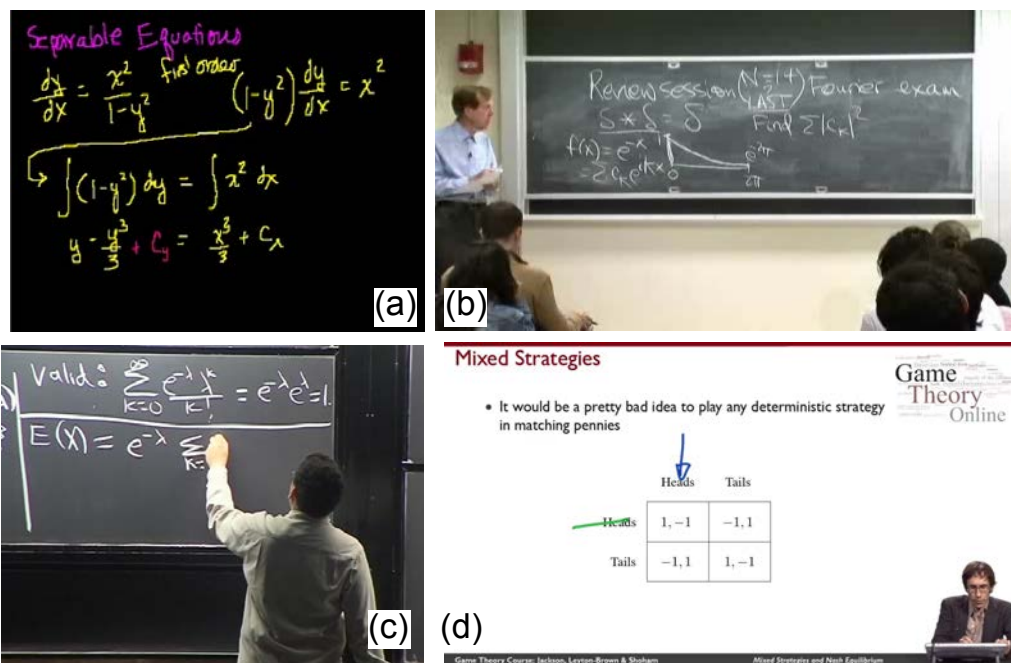 Separable Equations
dy/dx = x²/(1-y²) first order (1-y²) dy/dx = x²
∫(1-y²) dy = ∫ x² dx
y - y³/3 + Cy = x³/3 + Cx
(a)
Review session (N=14 LAST) Fourier exam
δ * δ = δ Find Σ|cₖ|²
f(x) = e^-x 1 e^-2π
= Σ cₖ e^ikx 0 2π
(b)
Valid: ∞ΣK=0 e^-λ λ^k / k! = e^-λ e^λ = 1.
E(X) = e^-λ Σ K=
(c)
Mixed Strategies
Game
Theory
Online
• It would be a pretty bad idea to play any deterministic strategy
in matching pennies
Heads Tails
Heads 1, −1 −1, 1
Tails −1, 1 1, −1
(d)
Game Theory Course: Jackson, Leyton-Brown & Shoham Mixed Strategies and Nash Equilibrium